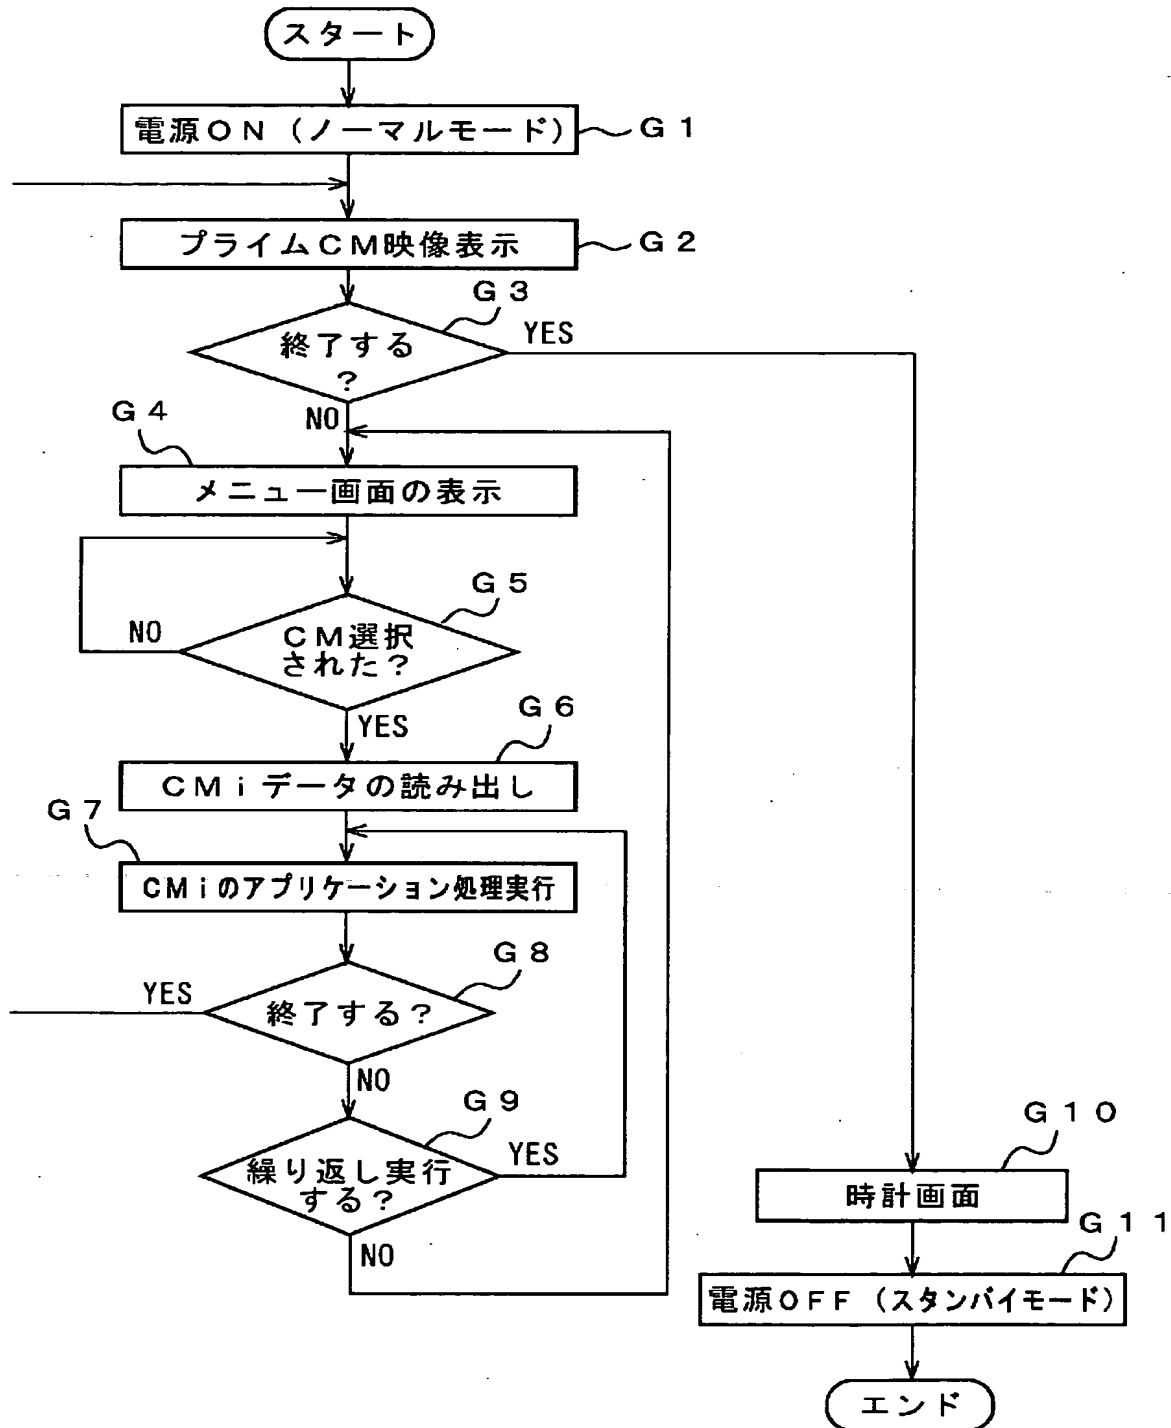 スタート
電源ON（ノーマルモード）
G1
プライムCM映像表示
G2
G3
終了する
？
YES
NO
G4
メニュー画面の表示
G5
CM選択
された？
NO
YES
G6
CMiデータの読み出し
G7
CMiのアプリケーション処理実行
G8
終了する？
YES
NO
G9
繰り返し実行
する？
YES
NO
G10
時計画面
G11
電源OFF（スタンバイモード）
エンド